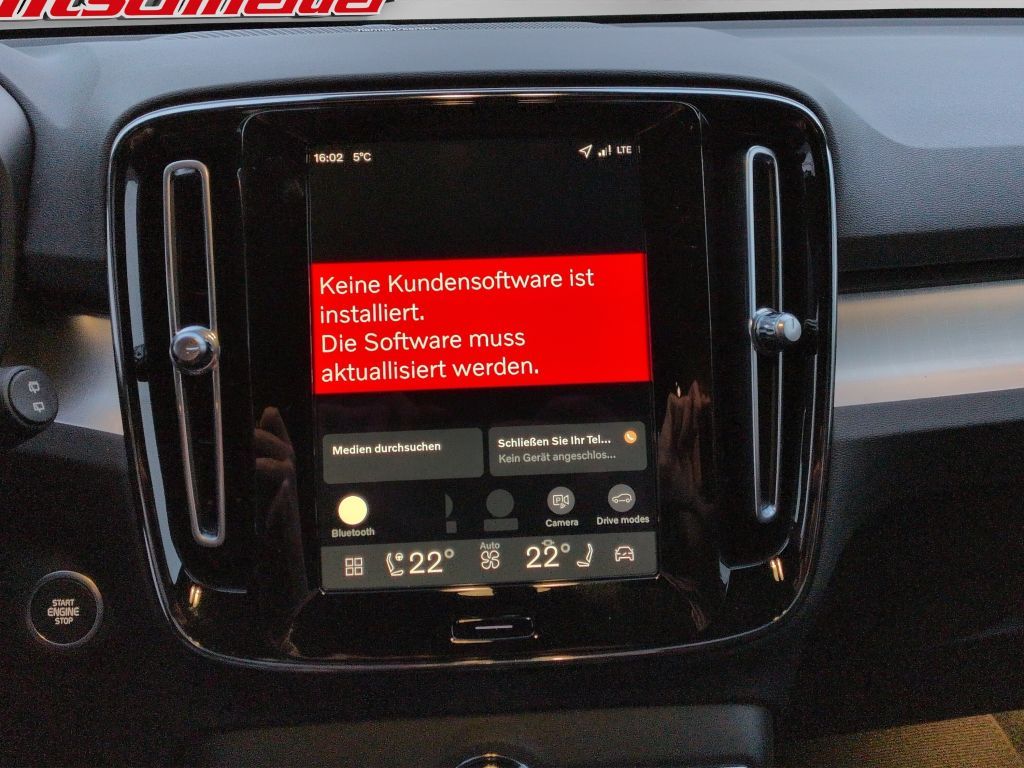 16:02 5°C LTE
Keine Kundensoftware ist
installiert.
Die Software muss
aktuallisiert werden.
Medien durchsuchen
Schließen Sie Ihr Tel...
Kein Gerät angeschlos...
Bluetooth
Camera
Drive modes
22°
Auto
22°
START
ENGINE
STOP